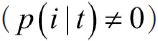 ( p(i | t) ≠ 0 )